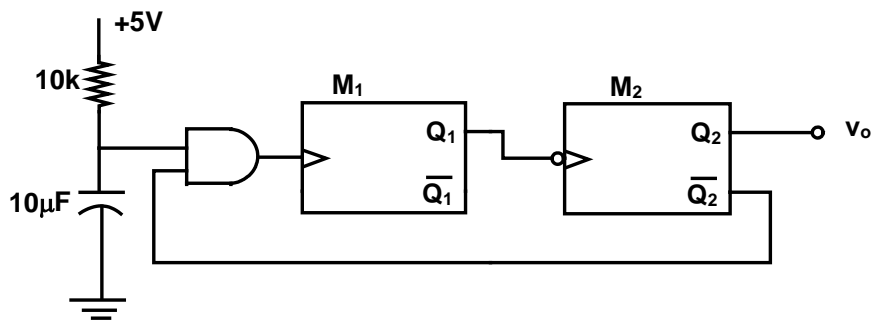 +5V
10k
10μF
M₁
Q₁
Q̅₁
M₂
Q₂
Q̅₂
vₒ